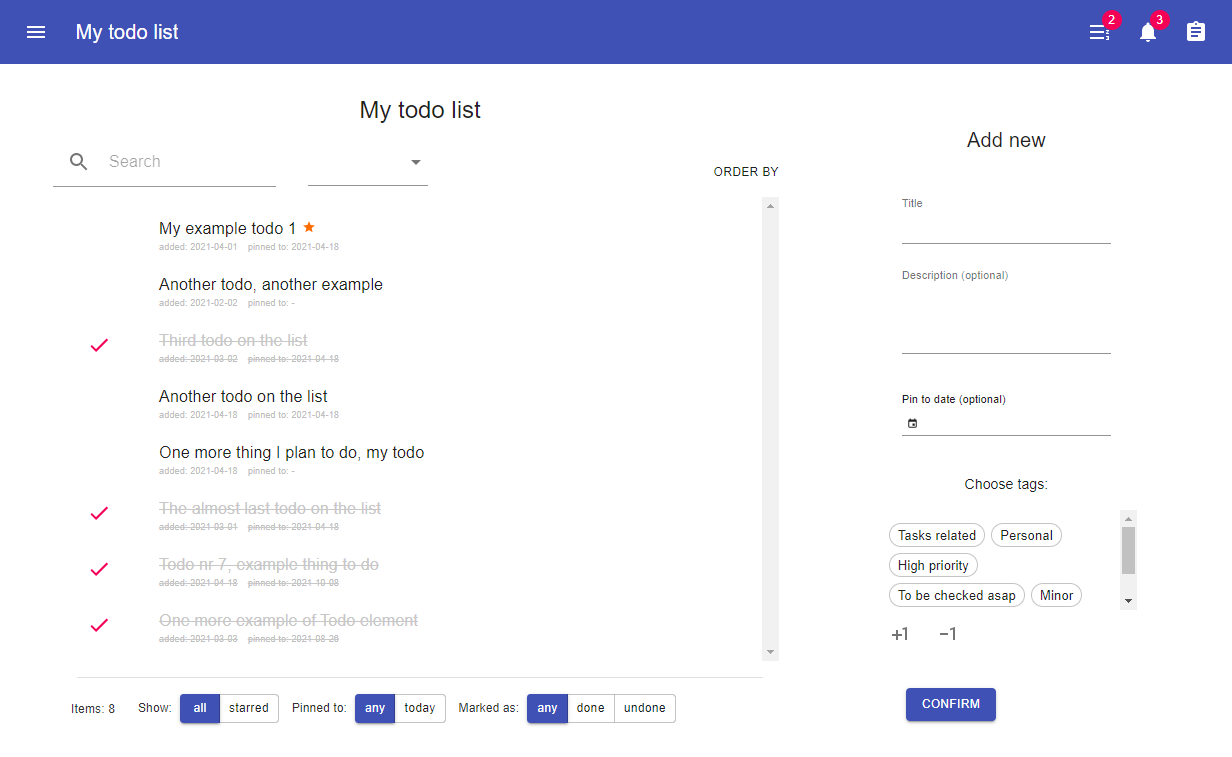 My todo list
2
3
My todo list
Search
ORDER BY
My example todo 1
added: 2021-04-01 pinned to: 2021-04-18
Another todo, another example
added: 2021-02-02 pinned to: -
Third todo on the list
added: 2021-03-02 pinned to: 2021-04-18
Another todo on the list
added: 2021-04-18 pinned to: 2021-04-18
One more thing I plan to do, my todo
added: 2021-04-18 pinned to: -
The almost last todo on the list
added: 2021-03-01 pinned to: 2021-04-18
Todo nr 7, example thing to do
added: 2021-04-18 pinned to: 2021-10-08
One more example of Todo element
added: 2021-03-03 pinned to: 2021-08-26
Items: 8 Show: all starred Pinned to: any today Marked as: any done undone
Add new
Title
Description (optional)
Pin to date (optional)
Choose tags:
Tasks related Personal
High priority
To be checked asap Minor
+1 −1
CONFIRM